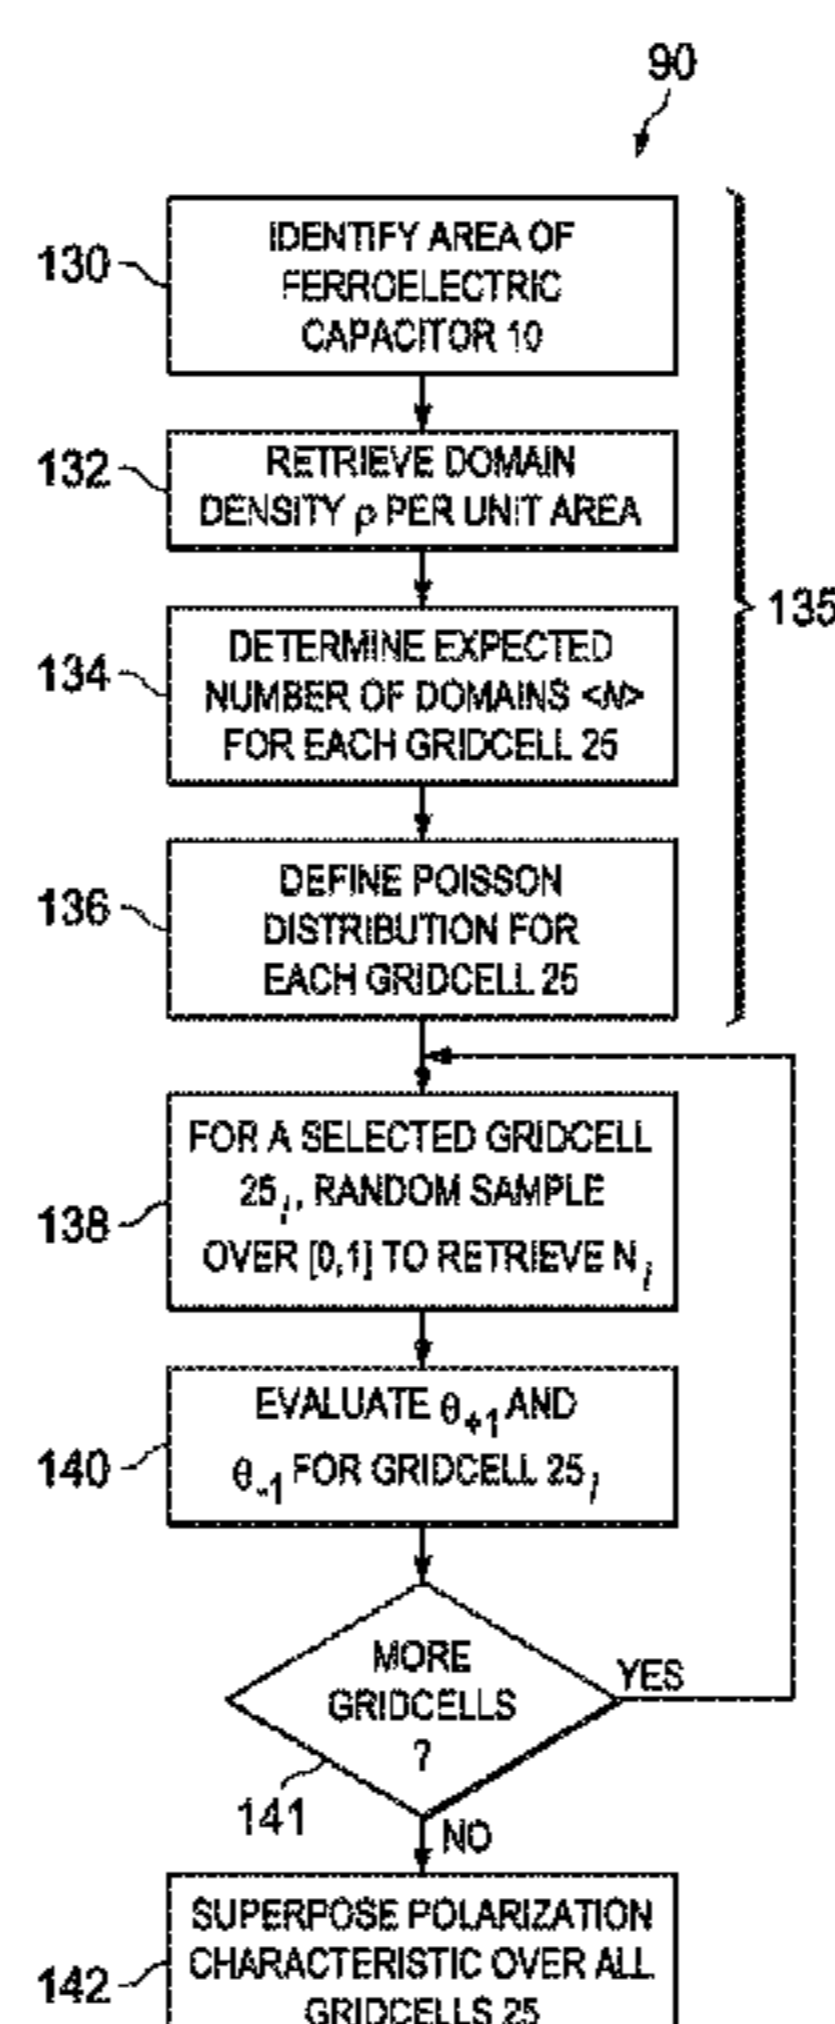 90
130
IDENTIFY AREA OF
FERROELECTRIC
CAPACITOR 10
132
RETRIEVE DOMAIN
DENSITY ρ PER UNIT AREA
135
134
DETERMINE EXPECTED
NUMBER OF DOMAINS <N>
FOR EACH GRIDCELL 25
136
DEFINE POISSON
DISTRIBUTION FOR
EACH GRIDCELL 25
138
FOR A SELECTED GRIDCELL
25i, RANDOM SAMPLE
OVER [0,1] TO RETRIEVE Ni
140
EVALUATE θ+1 AND
θ-1 FOR GRIDCELL 25i
MORE
GRIDCELLS
?
YES
141
NO
142
SUPERPOSE POLARIZATION
CHARACTERISTIC OVER ALL
GRIDCELLS 25